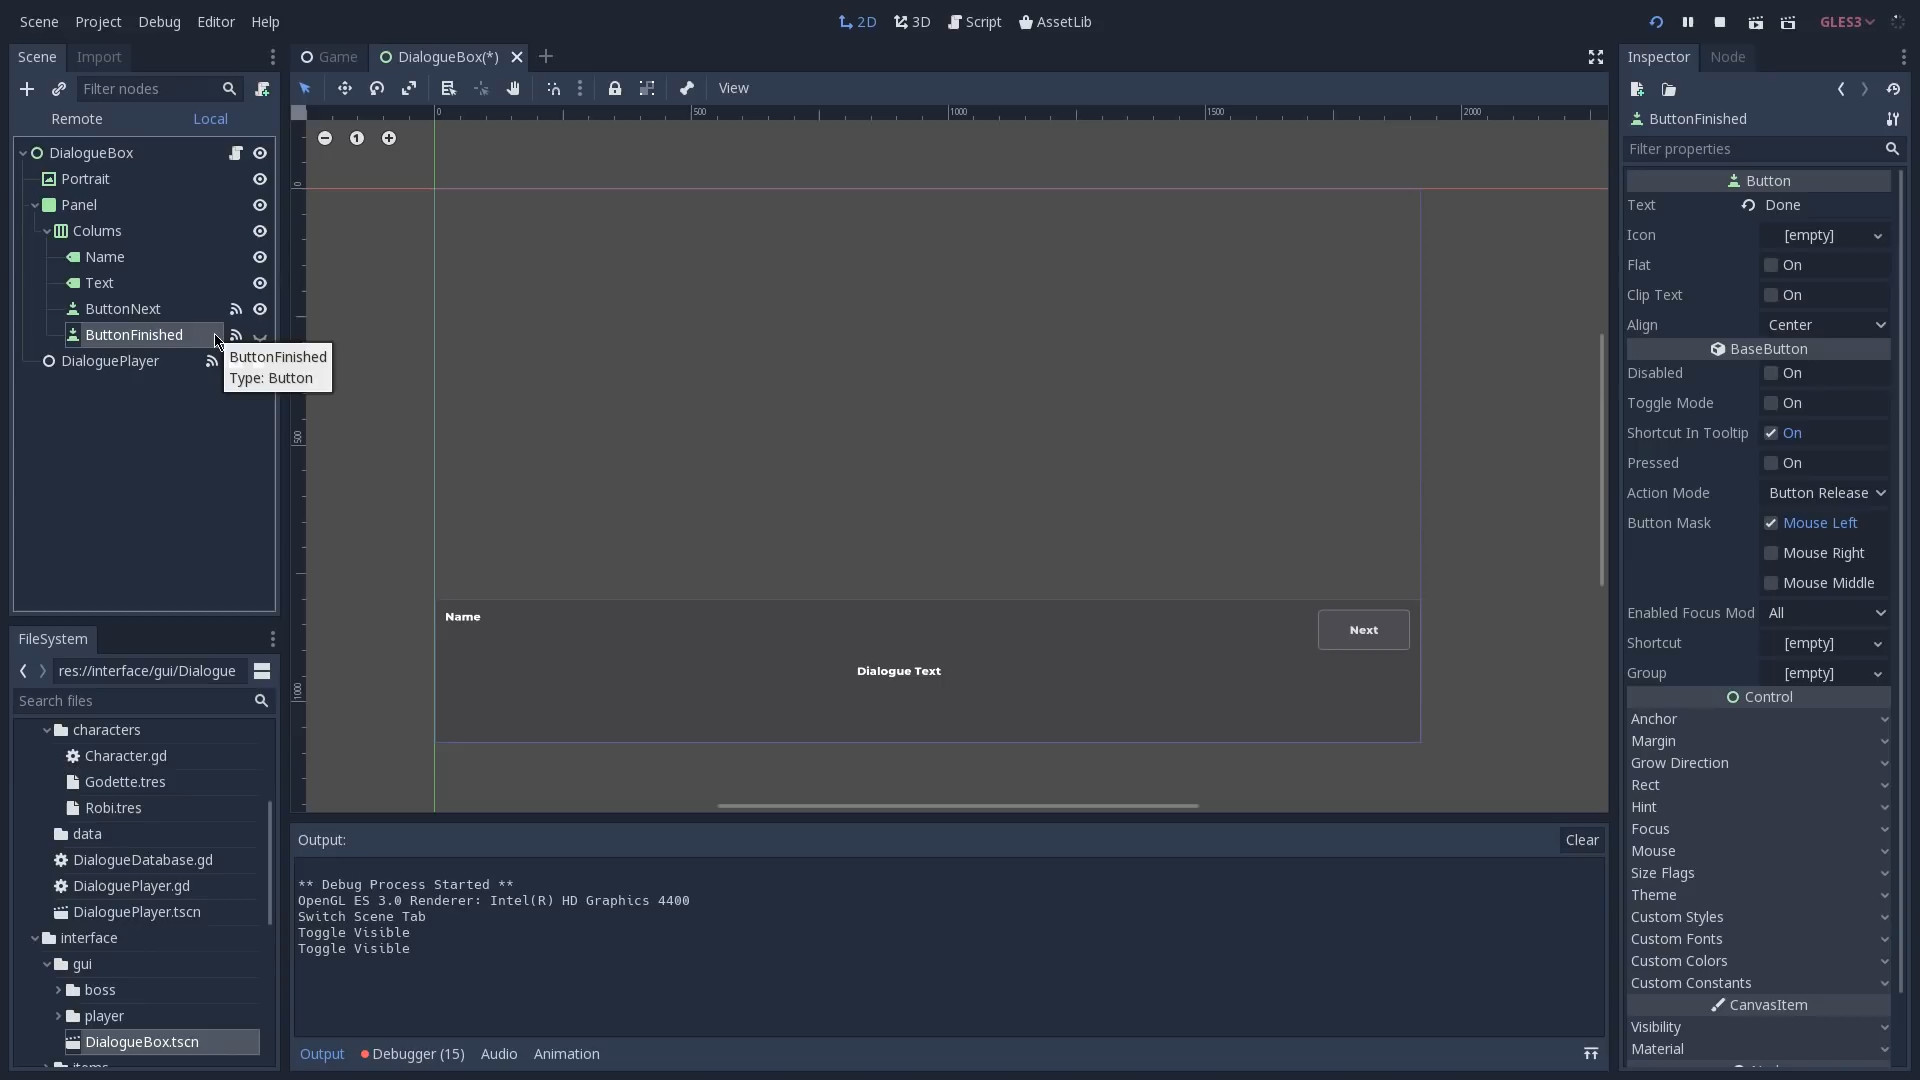 Scene Project Debug Editor Help
2D 3D Script AssetLib
GLES3
Scene Import
Game DialogueBox(*)
Inspector Node
Filter nodes
View
Remote Local
ButtonFinished
Filter properties
DialogueBox
Portrait
Panel
Colums
Name
Text
ButtonNext
ButtonFinished
DialoguePlayer
ButtonFinished
Type: Button
0 500 1000 1500 2000
0
500
1000
Name
Next
Dialogue Text
Button
Text Done
Icon [empty]
Flat On
Clip Text On
Align Center
BaseButton
Disabled On
Toggle Mode On
Shortcut In Tooltip On
Pressed On
Action Mode Button Release
Button Mask Mouse Left
Mouse Right
Mouse Middle
Enabled Focus Mod All
Shortcut [empty]
Group [empty]
Control
Anchor
Margin
Grow Direction
Rect
Hint
Focus
Mouse
Size Flags
Theme
Custom Styles
Custom Fonts
Custom Colors
Custom Constants
CanvasItem
Visibility
Material
FileSystem
res://interface/gui/Dialogue
Search files
characters
Character.gd
Godette.tres
Robi.tres
data
DialogueDatabase.gd
DialoguePlayer.gd
DialoguePlayer.tscn
interface
gui
boss
player
DialogueBox.tscn
Output: Clear
** Debug Process Started **
OpenGL ES 3.0 Renderer: Intel(R) HD Graphics 4400
Switch Scene Tab
Toggle Visible
Toggle Visible
Output Debugger (15) Audio Animation